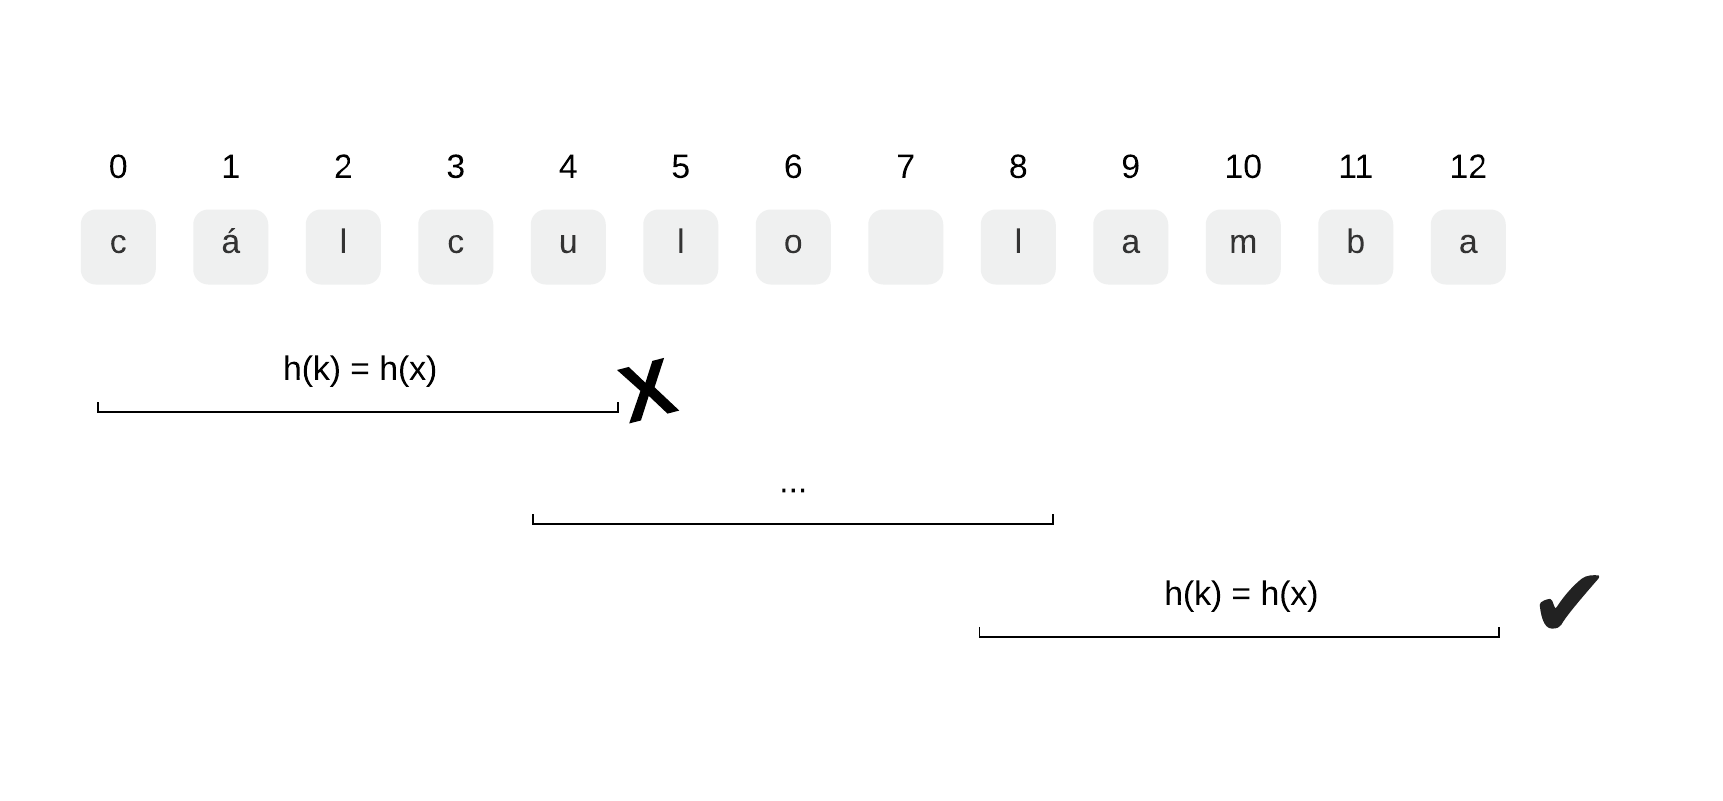 0 1 2 3 4 5 6 7 8 9 10 11 12
c á l c u l o l a m b a
h(k) = h(x)
...
h(k) = h(x)